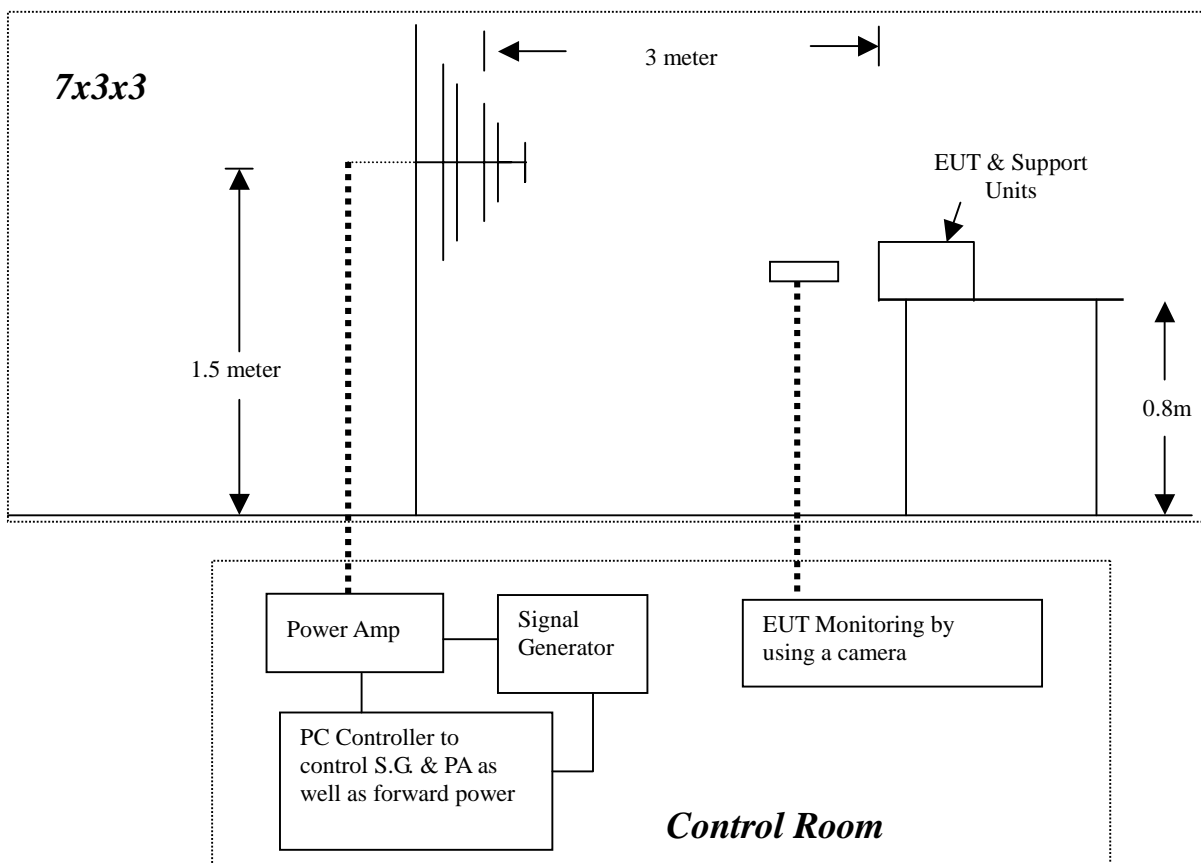 3 meter
7x3x3
EUT & Support
Units
1.5 meter
0.8m
Power Amp
Signal
Generator
EUT Monitoring by
using a camera
PC Controller to
control S.G. & PA as
well as forward power
Control Room